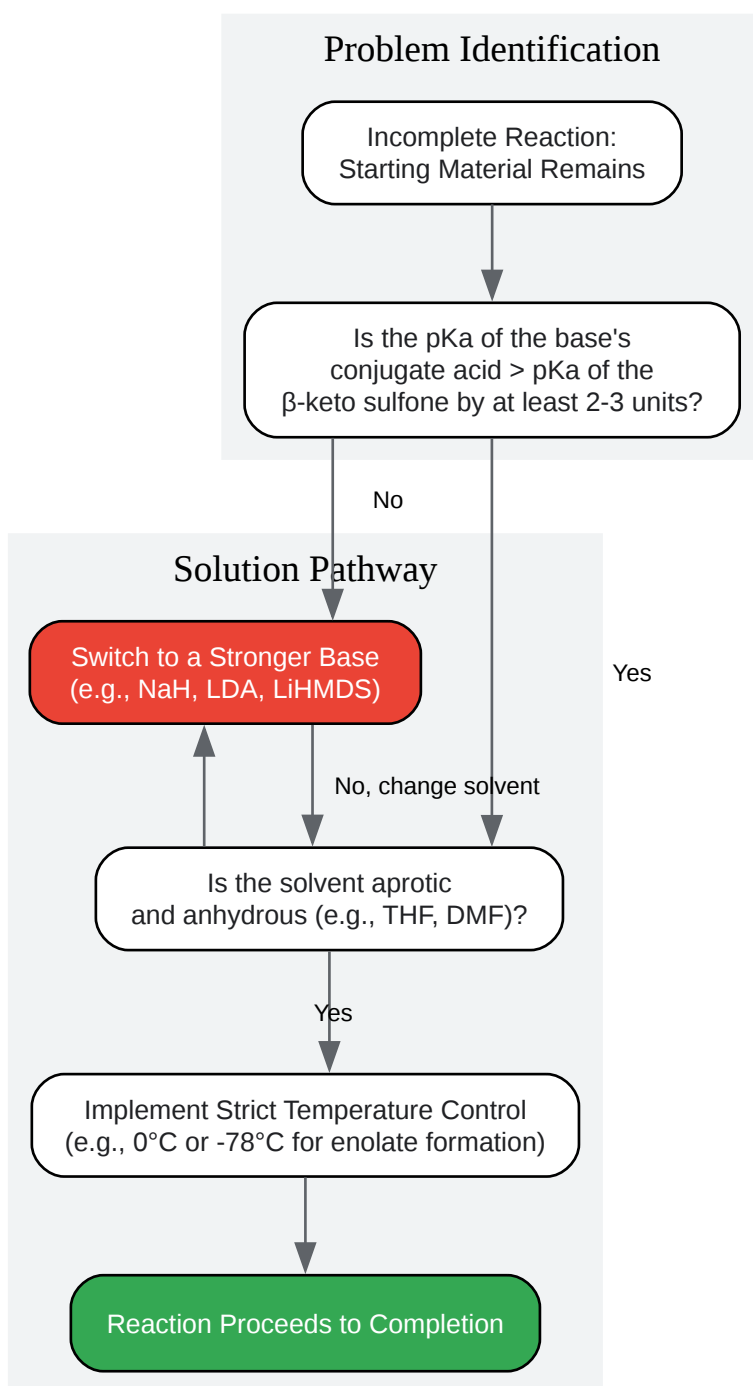 Problem Identification
Incomplete Reaction:
Starting Material Remains
Is the pKa of the base's
conjugate acid > pKa of the
β-keto sulfone by at least 2-3 units?
No
Solution Pathway
Switch to a Stronger Base
(e.g., NaH, LDA, LiHMDS)
Yes
No, change solvent
Is the solvent aprotic
and anhydrous (e.g., THF, DMF)?
Yes
Implement Strict Temperature Control
(e.g., 0°C or -78°C for enolate formation)
Reaction Proceeds to Completion